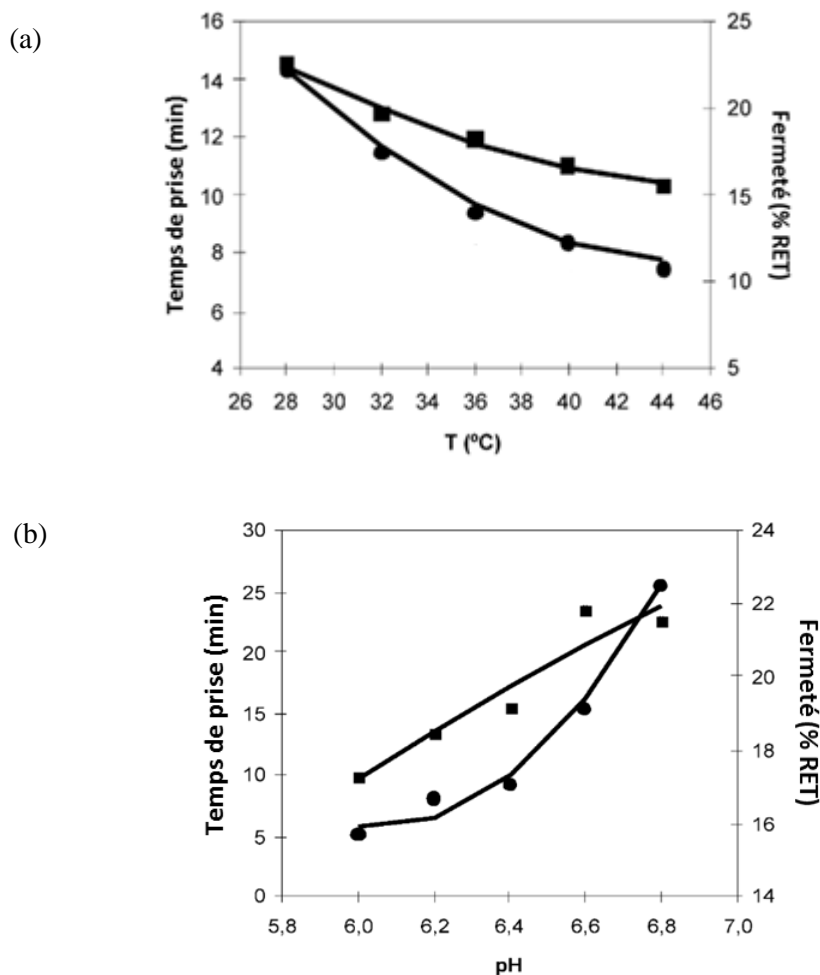 (a)
Temps de prise (min)
16
14
12
10
8
6
4
25
20
15
10
5
Fermeté (% RET)
26 28 30 32 34 36 38 40 42 44 46
T (ºC)
(b)
Temps de prise (min)
30
25
20
15
10
5
0
24
22
20
18
16
14
Fermeté (% RET)
5,8 6,0 6,2 6,4 6,6 6,8 7,0
pH